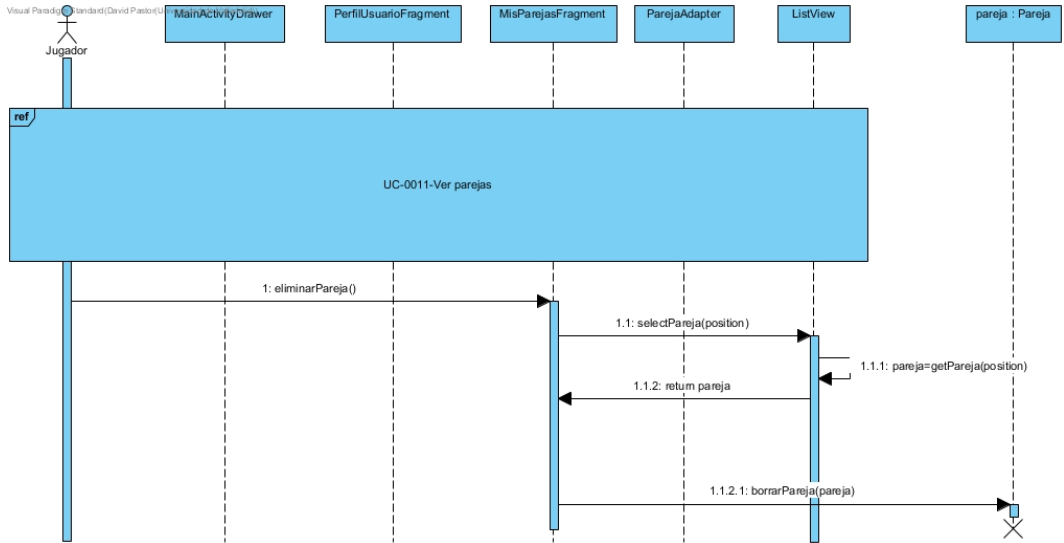 Visual Paradigm Standard(David Pastor(
MainActivityDrawer
PerfilUsuarioFragment
MisParejasFragment
ParejaAdapter
ListView
pareja : Pareja
Jugador
ref
UC-0011-Ver parejas
1: eliminarPareja()
1.1: selectPareja(position)
1.1.1: pareja=getPareja(position)
1.1.2: return pareja
1.1.2.1: borrarPareja(pareja)